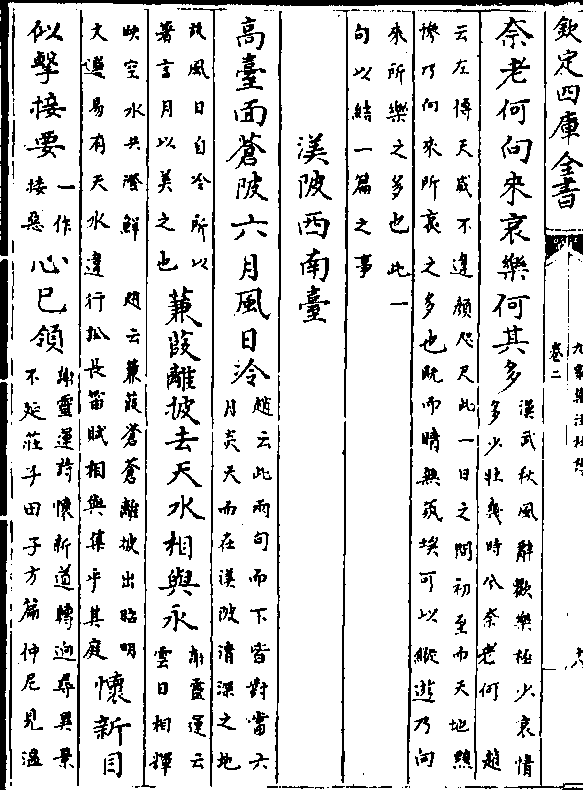 欽定四庫全書
九家集注杜詩
卷二
奈老何向來哀樂何其多
漢武秋風辭歡樂極兮哀情
多少壯幾時兮奈老何 趙
云左傳天威不違顏咫尺此一日之間初至而天地黤
慘乃向來所哀之多也既而晴無氛埃可以縱遊乃向
來所樂之多也此一
句以結一篇之事
渼陂西南臺
高臺面蒼陂六月風日冷
趙云此兩句而下皆對當六
月炎天而在渼陂清深之地
故風日自冷所以
著言月以美之也
蒹葭離披去天水相與永
謝靈運云
雲日相輝
映空水共澄鮮 趙云蒹葭蒼蒼離披出昭明
文選易有天水違行長笛賦相與集乎其庭
懷新目
似擊接要
一作
接惡
心已領
謝靈運詩懷新道轉迥尋異景
不延莊子田子方篇仲尼見溫